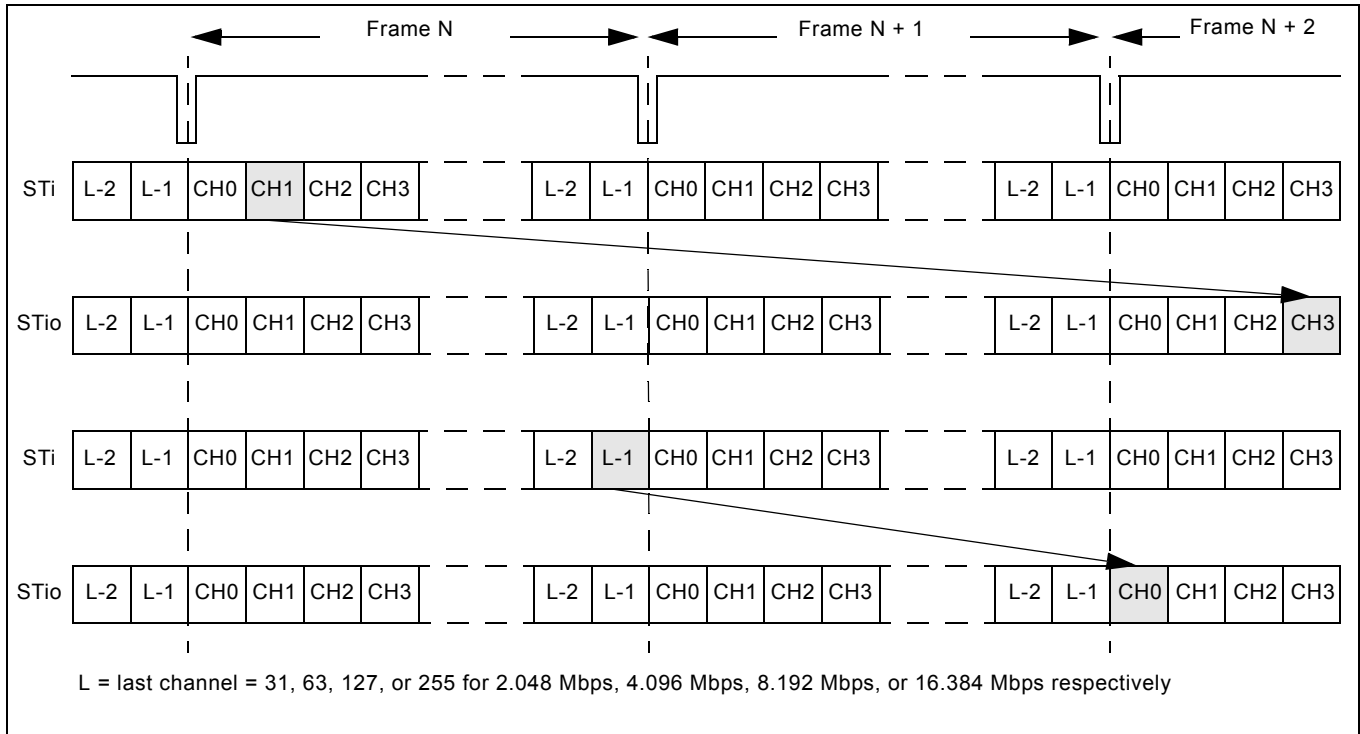 Frame N Frame N + 1 Frame N + 2
STi L-2 L-1 CH0 CH1 CH2 CH3 L-2 L-1 CH0 CH1 CH2 CH3 L-2 L-1 CH0 CH1 CH2 CH3
STio L-2 L-1 CH0 CH1 CH2 CH3 L-2 L-1 CH0 CH1 CH2 CH3 L-2 L-1 CH0 CH1 CH2 CH3
STi L-2 L-1 CH0 CH1 CH2 CH3 L-2 L-1 CH0 CH1 CH2 CH3 L-2 L-1 CH0 CH1 CH2 CH3
STio L-2 L-1 CH0 CH1 CH2 CH3 L-2 L-1 CH0 CH1 CH2 CH3 L-2 L-1 CH0 CH1 CH2 CH3
L = last channel = 31, 63, 127, or 255 for 2.048 Mbps, 4.096 Mbps, 8.192 Mbps, or 16.384 Mbps respectively